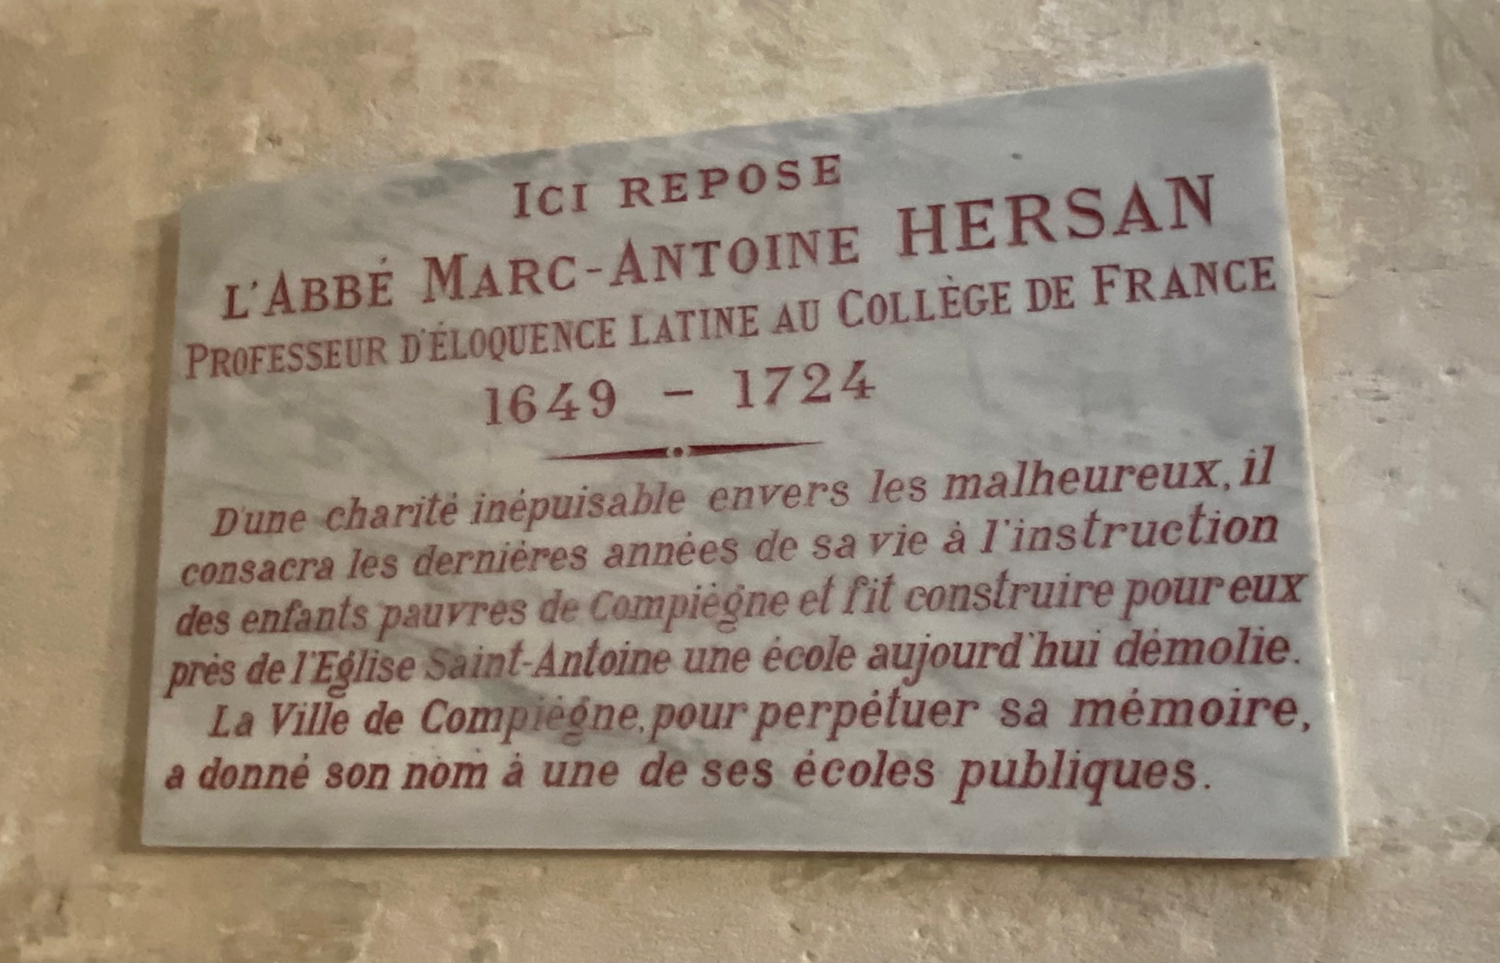 ICI REPOSE
L'ABBÉ MARC-ANTOINE HERSAN
PROFESSEUR D'ÉLOQUENCE LATINE AU COLLÈGE DE FRANCE
1649 - 1724
D'une charité inépuisable envers les malheureux, il
consacra les dernières années de sa vie à l'instruction
des enfants pauvres de Compiègne et fit construire pour eux
près de l'Eglise Saint-Antoine une école aujourd'hui démolie.
La Ville de Compiègne, pour perpétuer sa mémoire,
a donné son nom à une de ses écoles publiques.